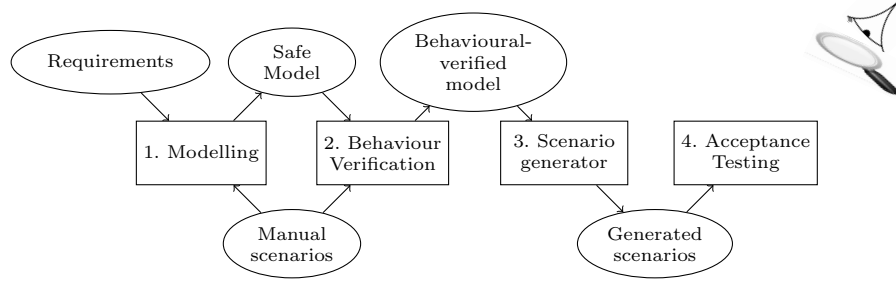 Requirements
Safe
Model
Behavioural-
verified
model
1. Modelling
2. Behaviour
Verification
3. Scenario
generator
4. Acceptance
Testing
Manual
scenarios
Generated
scenarios